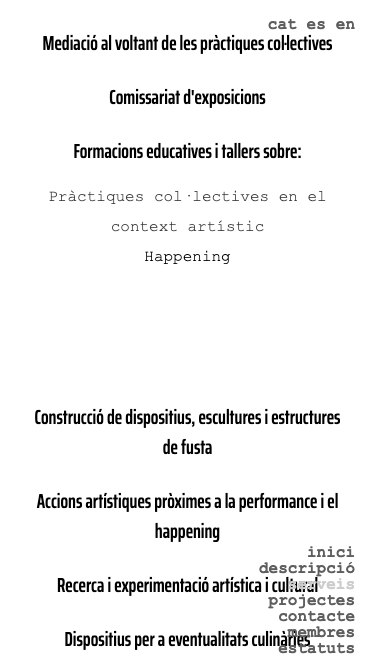 cat es en
Mediació al voltant de les pràctiques col·lectives
Comissariat d'exposicions
Formacions educatives i tallers sobre:
Pràctiques col·lectives en el
context artístic
Happening
Construcció de dispositius, escultures i estructures
de fusta
Accions artístiques pròximes a la performance i el
happening
inici
descripció
Recerca i experimentació artística i cultural
serveis
projectes
contacte
membres
Dispositius per a eventualitats culinàries
estatuts